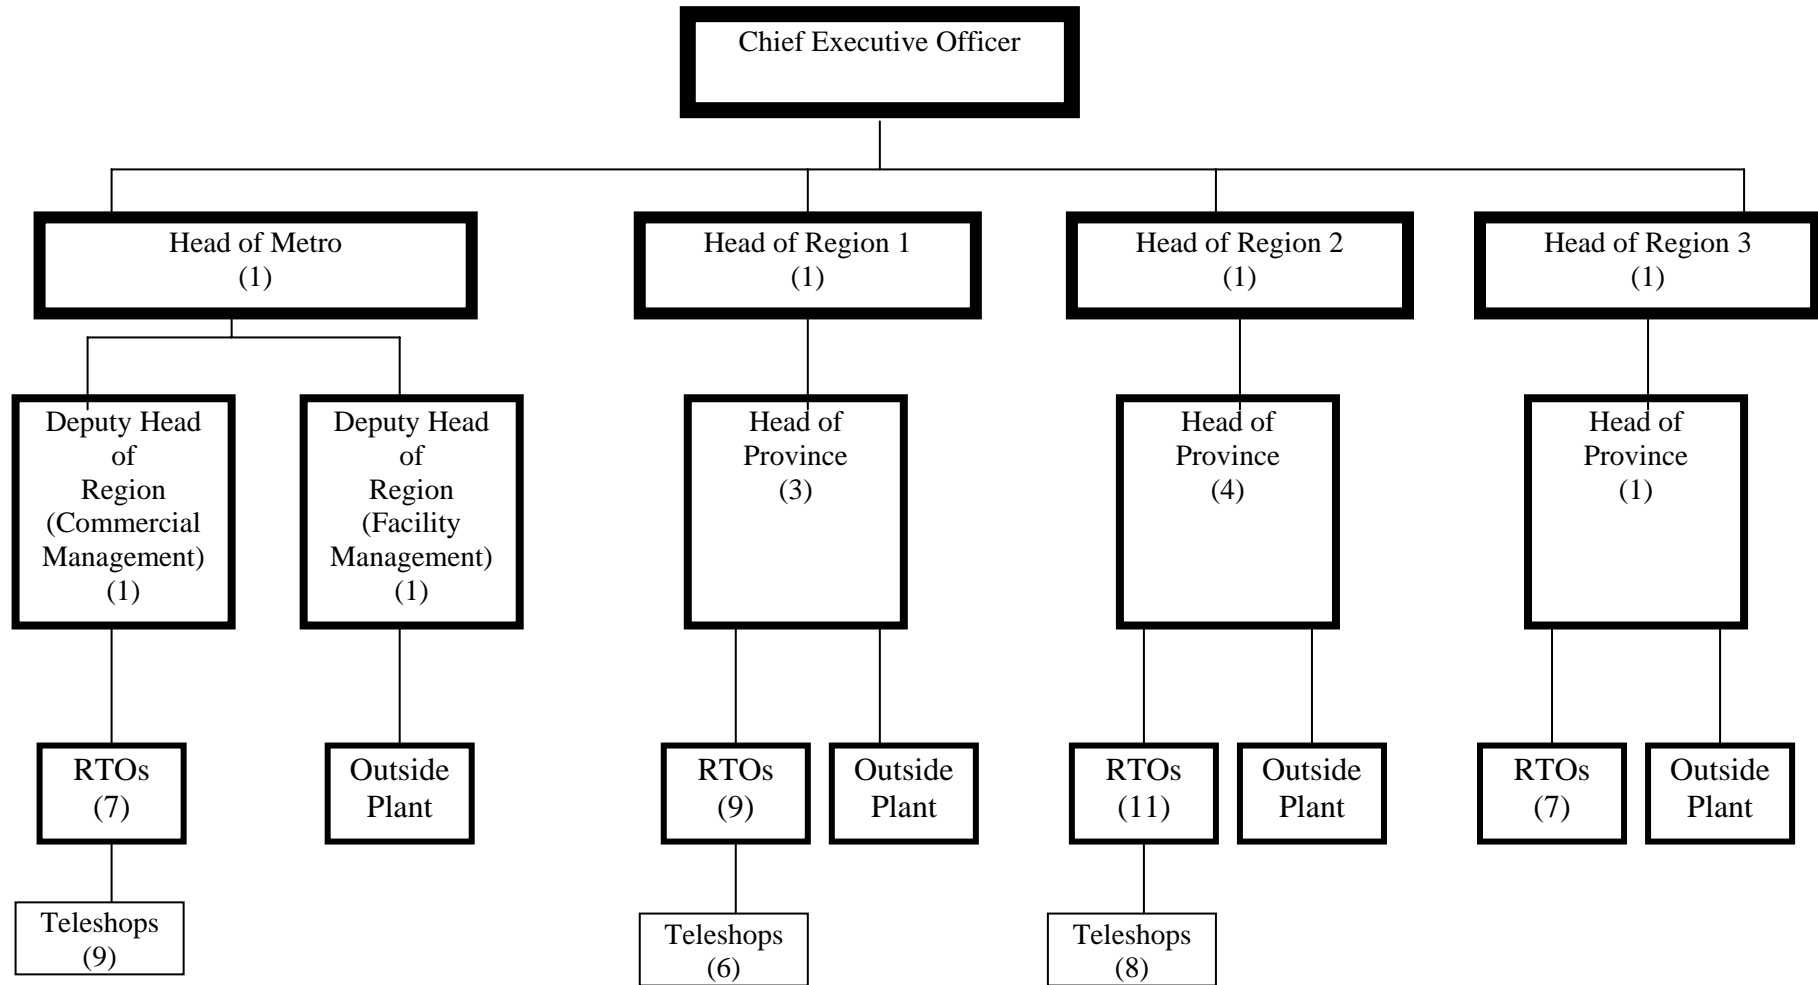 Chief Executive Officer
Head of Metro
(1)
Head of Region 1
(1)
Head of Region 2
(1)
Head of Region 3
(1)
Deputy Head
of
Region
(Commercial
Management)
(1)
Deputy Head
of
Region
(Facility
Management)
(1)
Head of
Province
(3)
Head of
Province
(4)
Head of
Province
(1)
RTOs
(7)
Outside
Plant
RTOs
(9)
Outside
Plant
RTOs
(11)
Outside
Plant
RTOs
(7)
Outside
Plant
Teleshops
(9)
Teleshops
(6)
Teleshops
(8)